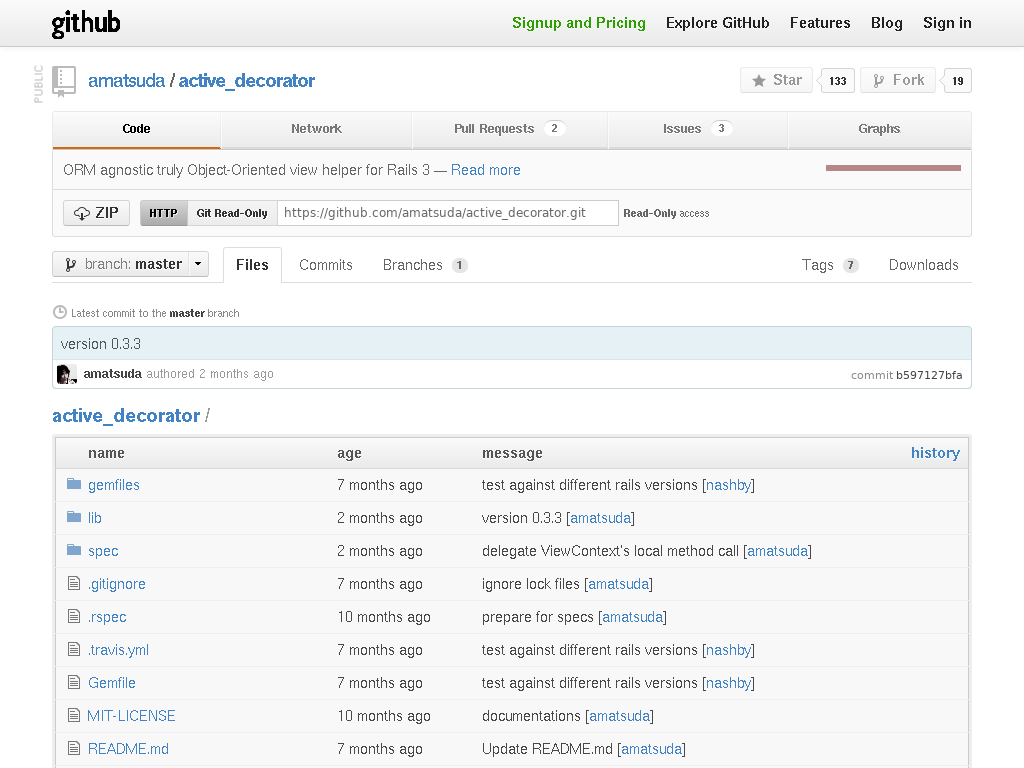 github
Signup and Pricing Explore GitHub Features Blog Sign in
PUBLIC
amatsuda / active_decorator
Star 133 Fork 19
Code Network Pull Requests 2 Issues 3 Graphs
ORM agnostic truly Object-Oriented view helper for Rails 3 — Read more
ZIP HTTP Git Read-Only https://github.com/amatsuda/active_decorator.git Read-Only access
branch: master Files Commits Branches 1 Tags 7 Downloads
Latest commit to the master branch
version 0.3.3
amatsuda authored 2 months ago commit b597127bfa
active_decorator /
name age message history
gemfiles 7 months ago test against different rails versions [nashby]
lib 2 months ago version 0.3.3 [amatsuda]
spec 2 months ago delegate ViewContext's local method call [amatsuda]
.gitignore 7 months ago ignore lock files [amatsuda]
.rspec 10 months ago prepare for specs [amatsuda]
.travis.yml 7 months ago test against different rails versions [nashby]
Gemfile 7 months ago test against different rails versions [nashby]
MIT-LICENSE 10 months ago documentations [amatsuda]
README.md 7 months ago Update README.md [amatsuda]